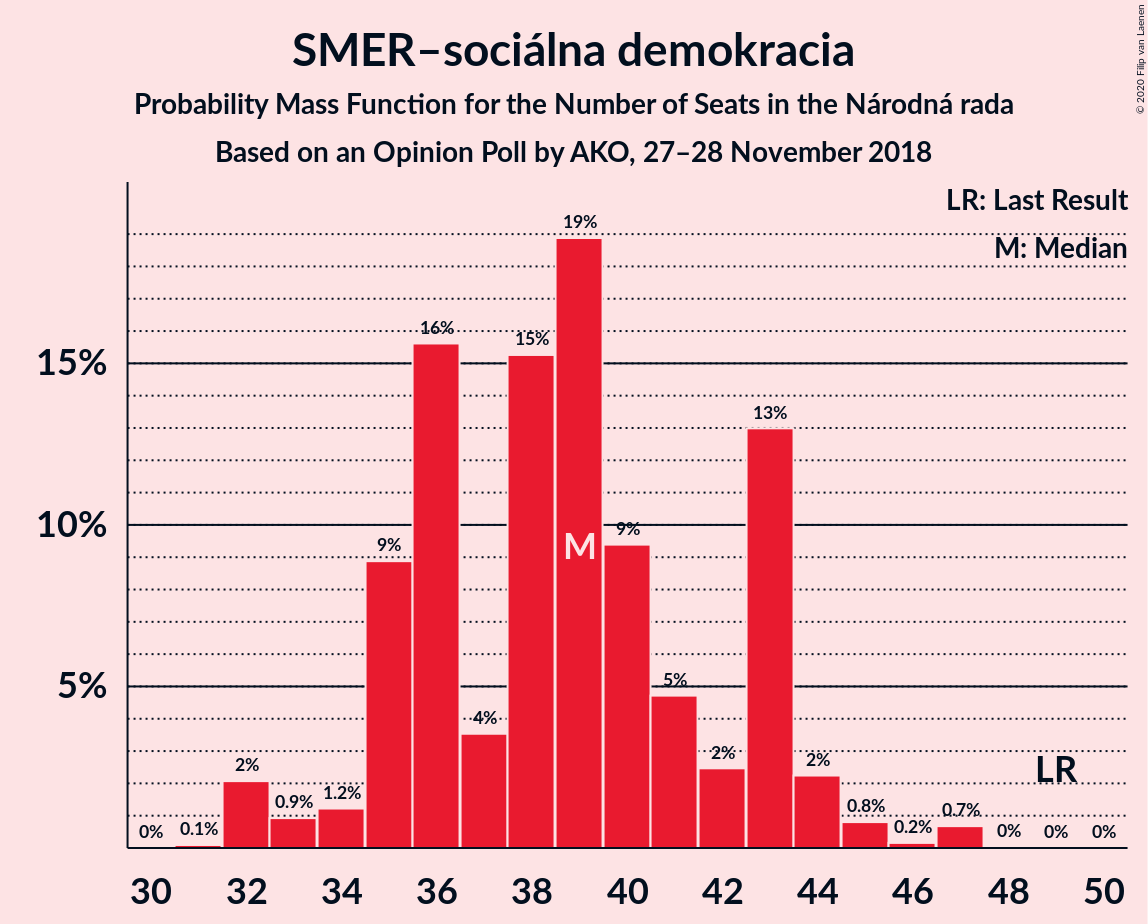 SMER–sociálna demokracia
Probability Mass Function for the Number of Seats in the Národná rada
Based on an Opinion Poll by AKO, 27–28 November 2018
© 2020 Filip van Laenen
LR: Last Result
M: Median
15%
10%
5%
0%
0.1%
2%
0.9%
1.2%
9%
16%
4%
15%
19%
M
9%
5%
2%
13%
2%
0.8%
0.2%
0.7%
0%
LR
0%
0%
30 32 34 36 38 40 42 44 46 48 50